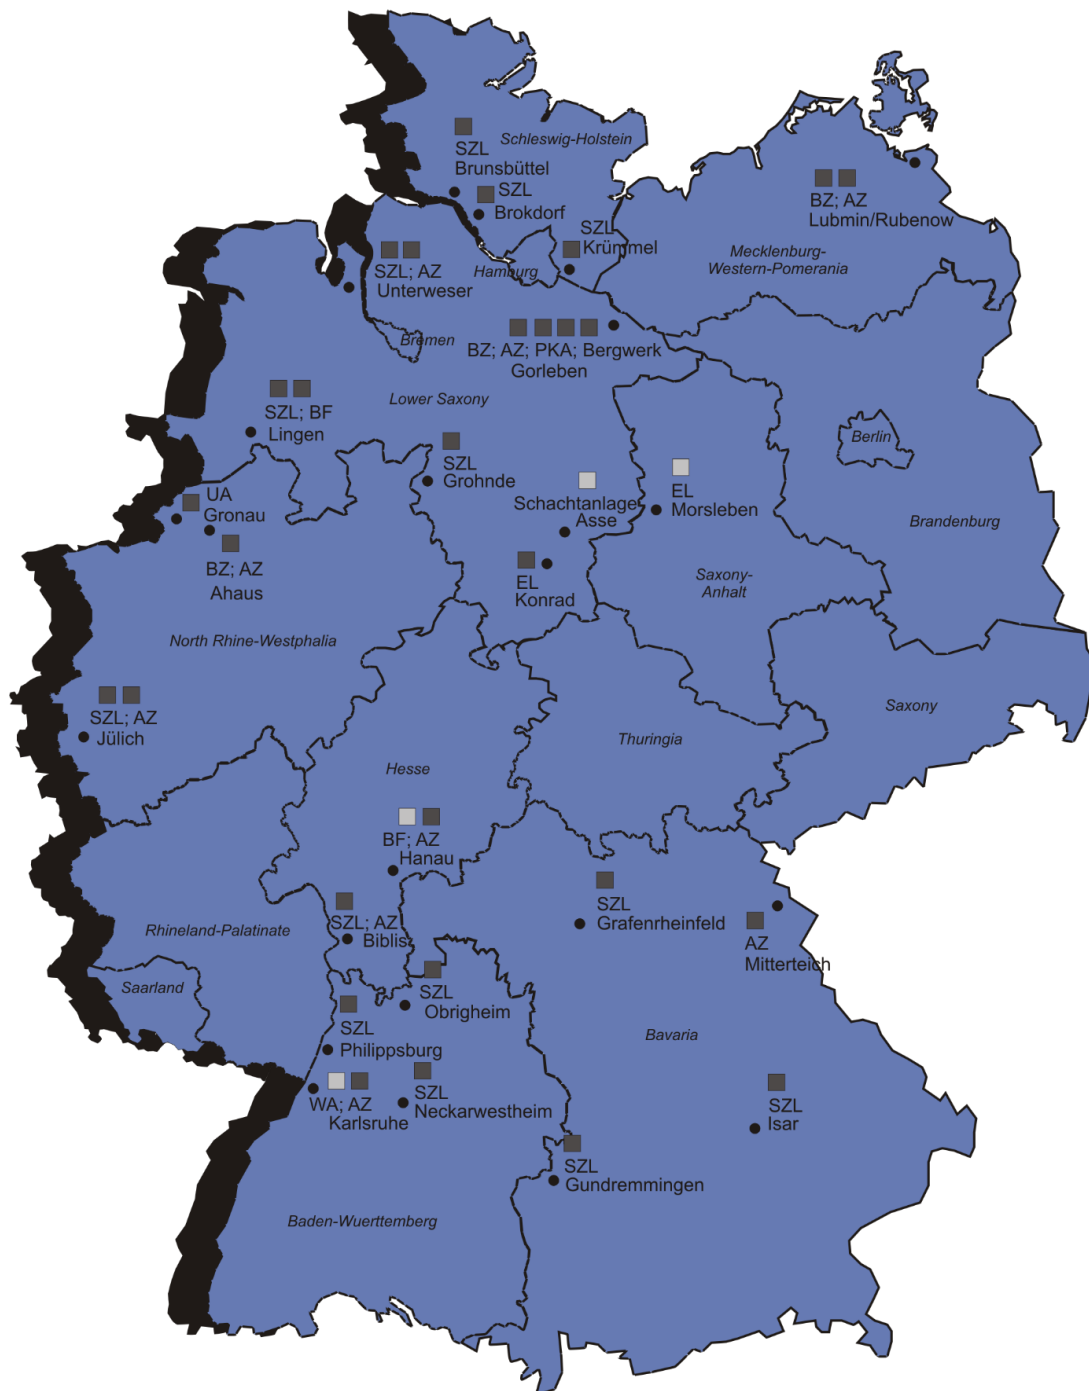 SZL
Brunsbüttel
Schleswig-Holstein
SZL
Brokdorf
BZ; AZ
Lubmin/Rubenow
SZL
Krümmel
Mecklenburg-
Western-Pomerania
Hamburg
SZL; AZ
Unterweser
Bremen
BZ; AZ; PKA; Bergwerk
Gorleben
Lower Saxony
SZL; BF
Lingen
Berlin
SZL
Grohnde
UA
Gronau
Schachtanlage
Asse
EL
Morsleben
Brandenburg
BZ; AZ
Ahaus
EL
Konrad
Saxony-
Anhalt
North Rhine-Westphalia
SZL; AZ
Jülich
Saxony
Thuringia
Hesse
BF; AZ
Hanau
SZL
Grafenrheinfeld
SZL; AZ
Biblis
Rhineland-Palatinate
AZ
Mitterteich
Saarland
SZL
Obrigheim
SZL
Philippsburg
Bavaria
WA; AZ
Karlsruhe
SZL
Neckarwestheim
SZL
Isar
SZL
Gundremmingen
Baden-Wuerttemberg